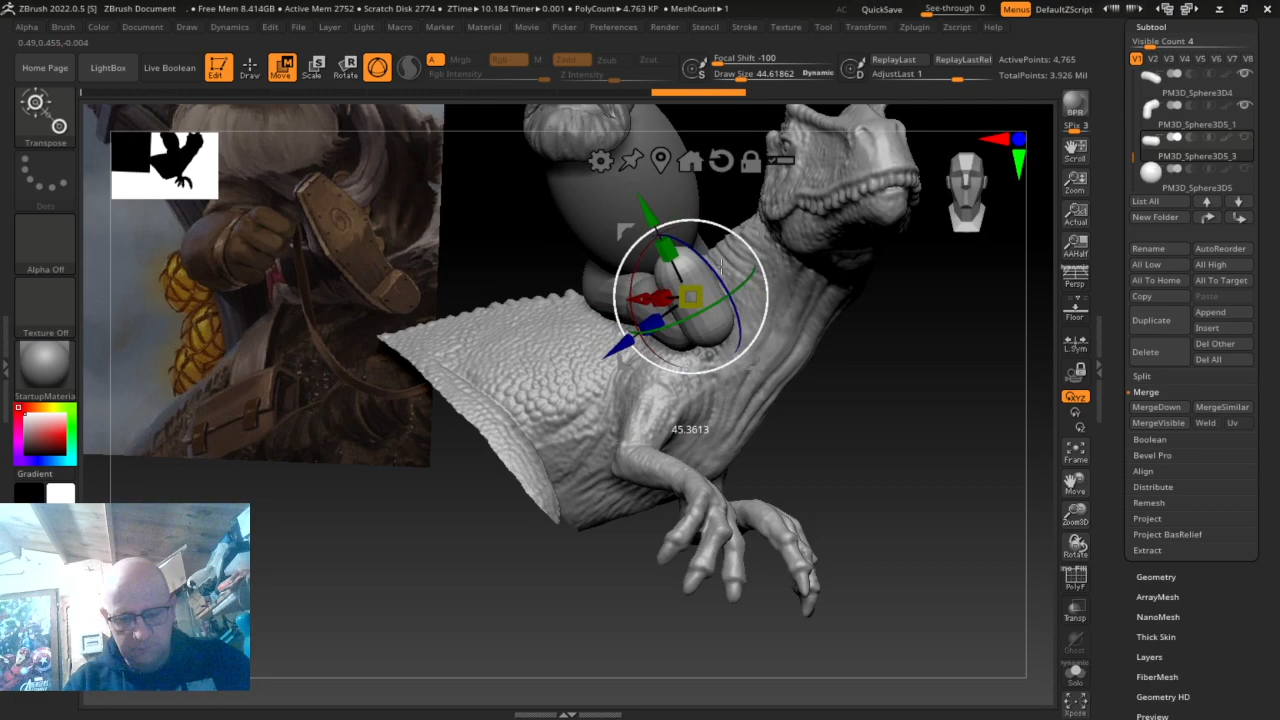 ZBrush 2022.0.5 [S] ZBrush Document • Free Mem 8.414GB • Active Mem 2752 • Scratch Disk 2774 • ZTime▸10.184 Timer▸0.001 • PolyCount▸4.763 KP • MeshCount▸1 AC QuickSave See-through 0 Menus DefaultZScript
Alpha Brush Color Document Draw Dynamics Edit File Layer Light Macro Marker Material Movie Picker Preferences Render Stencil Stroke Texture Tool Transform Zplugin Zscript Help
0.49,0.455,-0.004
Home Page LightBox Live Boolean Edit Draw Move Scale Rotate A Mrgb Rgb M Zadd Zsub Zcut
Rgb Intensity Z Intensity
Focal Shift -100
Draw Size 44.61862 Dynamic
ReplayLast ReplayLastRel
AdjustLast 1
ActivePoints: 4,765
TotalPoints: 3.926 Mil
Transpose
Dots
Alpha Off
Texture Off
StartupMateria
Gradient
45.3613
BPR
SPix 3
Scroll
Zoom
Actual
AAHalf
Dynamic
Persp
Floor
L.Sym
XYZ
Frame
Move
Zoom3D
Rotate
PolyF
Transp
Ghost
Dynamic
Solo
Xpose
Subtool
Visible Count 4
V1 V2 V3 V4 V5 V6 V7 V8
PM3D_Sphere3D4
PM3D_Sphere3D5_1
PM3D_Sphere3D5_3
PM3D_Sphere3D5
List All
New Folder
Rename AutoReorder
All Low All High
All To Home All To Target
Copy Paste
Duplicate Append
Insert
Delete Del Other
Del All
Split
Merge
MergeDown MergeSimilar
MergeVisible Weld Uv
Boolean
Bevel Pro
Align
Distribute
Remesh
Project
Project BasRelief
Extract
Geometry
ArrayMesh
NanoMesh
Thick Skin
Layers
FiberMesh
Geometry HD
Preview